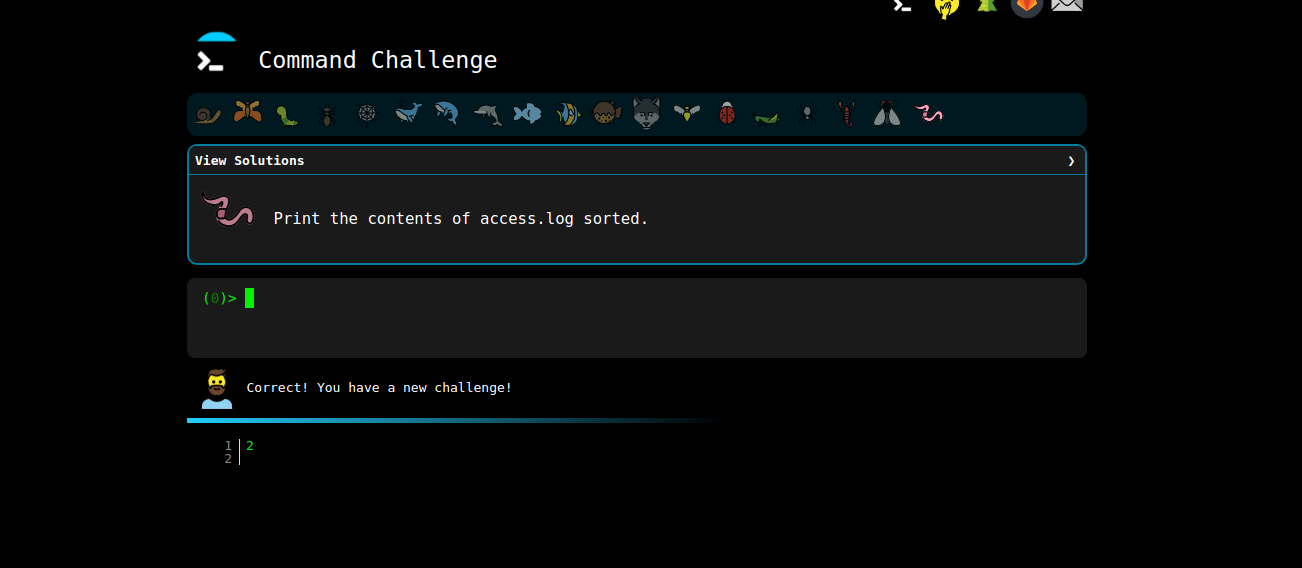 Command Challenge
View Solutions ❯
Print the contents of access.log sorted.
(0)>
Correct! You have a new challenge!
1 2
2